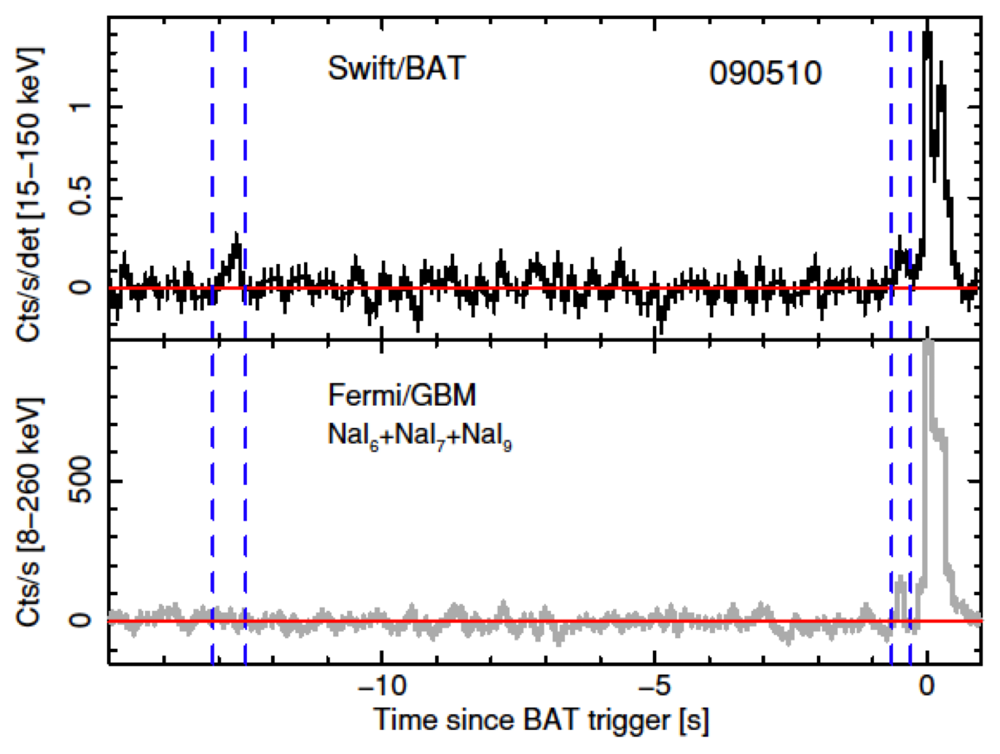 Swift/BAT
090510
Cts/s/det [15−150 keV]
1
0.5
0
Fermi/GBM
NaI₆+NaI₇+NaI₉
Cts/s [8−260 keV]
500
0
−10
−5
0
Time since BAT trigger [s]